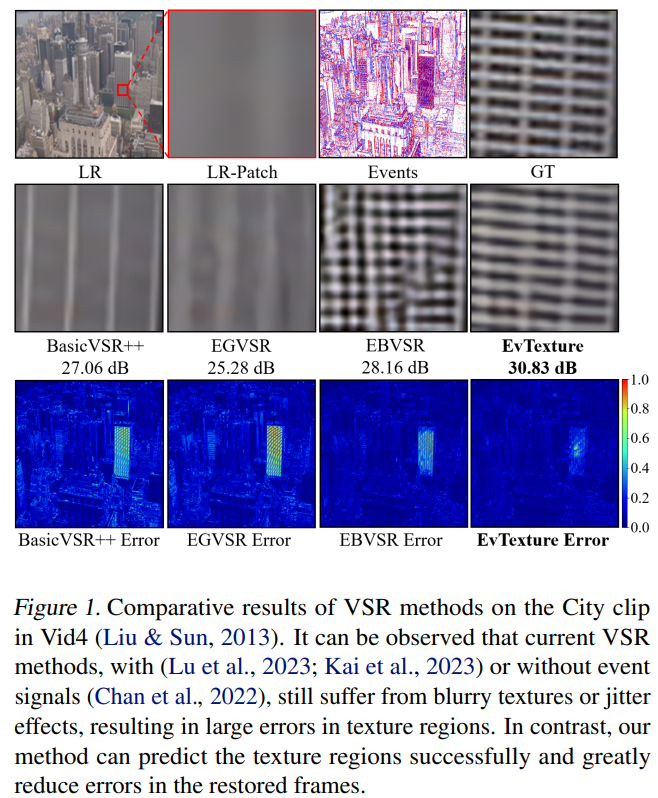 LR LR-Patch Events GT
BasicVSR++ EGVSR EBVSR EvTexture
27.06 dB 25.28 dB 28.16 dB 30.83 dB
1.0
0.8
0.6
0.4
0.2
0.0
BasicVSR++ Error EGVSR Error EBVSR Error EvTexture Error
Figure 1. Comparative results of VSR methods on the City clip
in Vid4 (Liu & Sun, 2013). It can be observed that current VSR
methods, with (Lu et al., 2023; Kai et al., 2023) or without event
signals (Chan et al., 2022), still suffer from blurry textures or jitter
effects, resulting in large errors in texture regions. In contrast, our
method can predict the texture regions successfully and greatly
reduce errors in the restored frames.